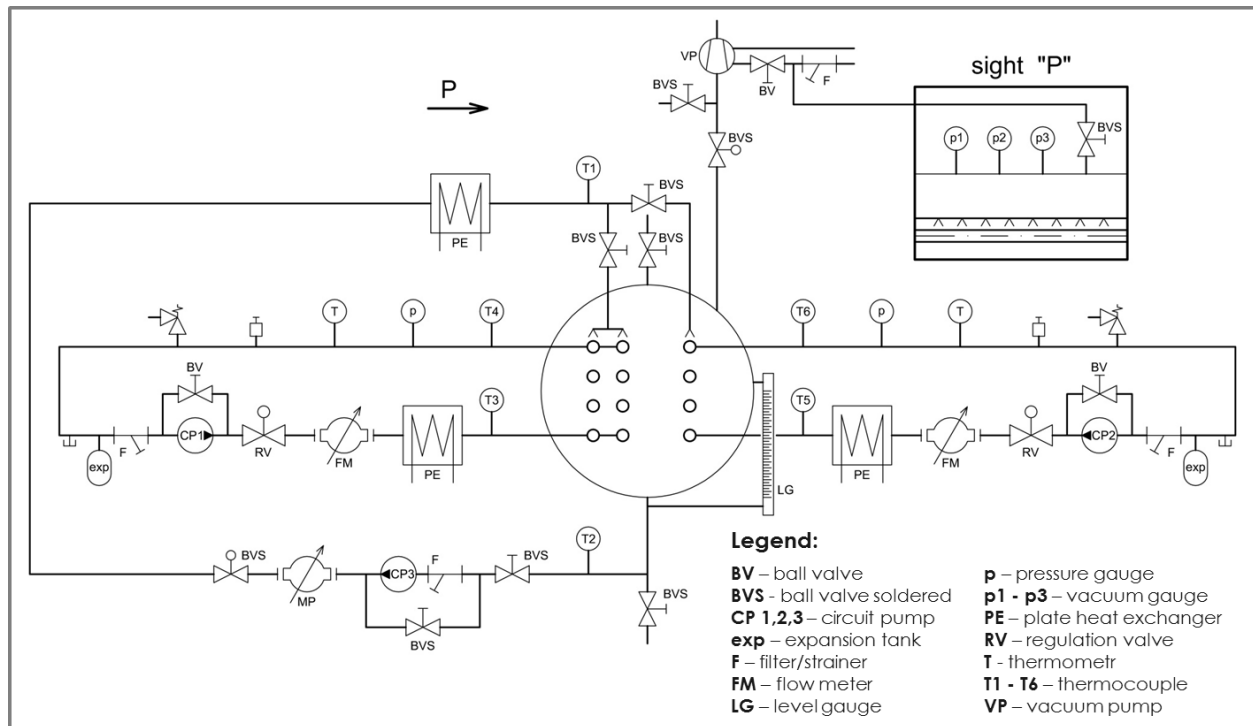 VP
BV
F
BVS
sight "P"
P
BVS
p1
p2
p3
BVS
T1
BVS
PE
BVS
BVS
T
p
T4
T6
p
T
BV
BV
T3
T5
CP1
CP2
F
RV
FM
PE
PE
FM
RV
F
exp
exp
LG
T2
BVS
MP
CP3
F
BVS
BVS
BVS
Legend:
BV – ball valve
BVS - ball valve soldered
CP 1,2,3 – circuit pump
exp – expansion tank
F – filter/strainer
FM – flow meter
LG – level gauge
p – pressure gauge
p1 - p3 – vacuum gauge
PE – plate heat exchanger
RV – regulation valve
T - thermometr
T1 - T6 – thermocouple
VP – vacuum pump